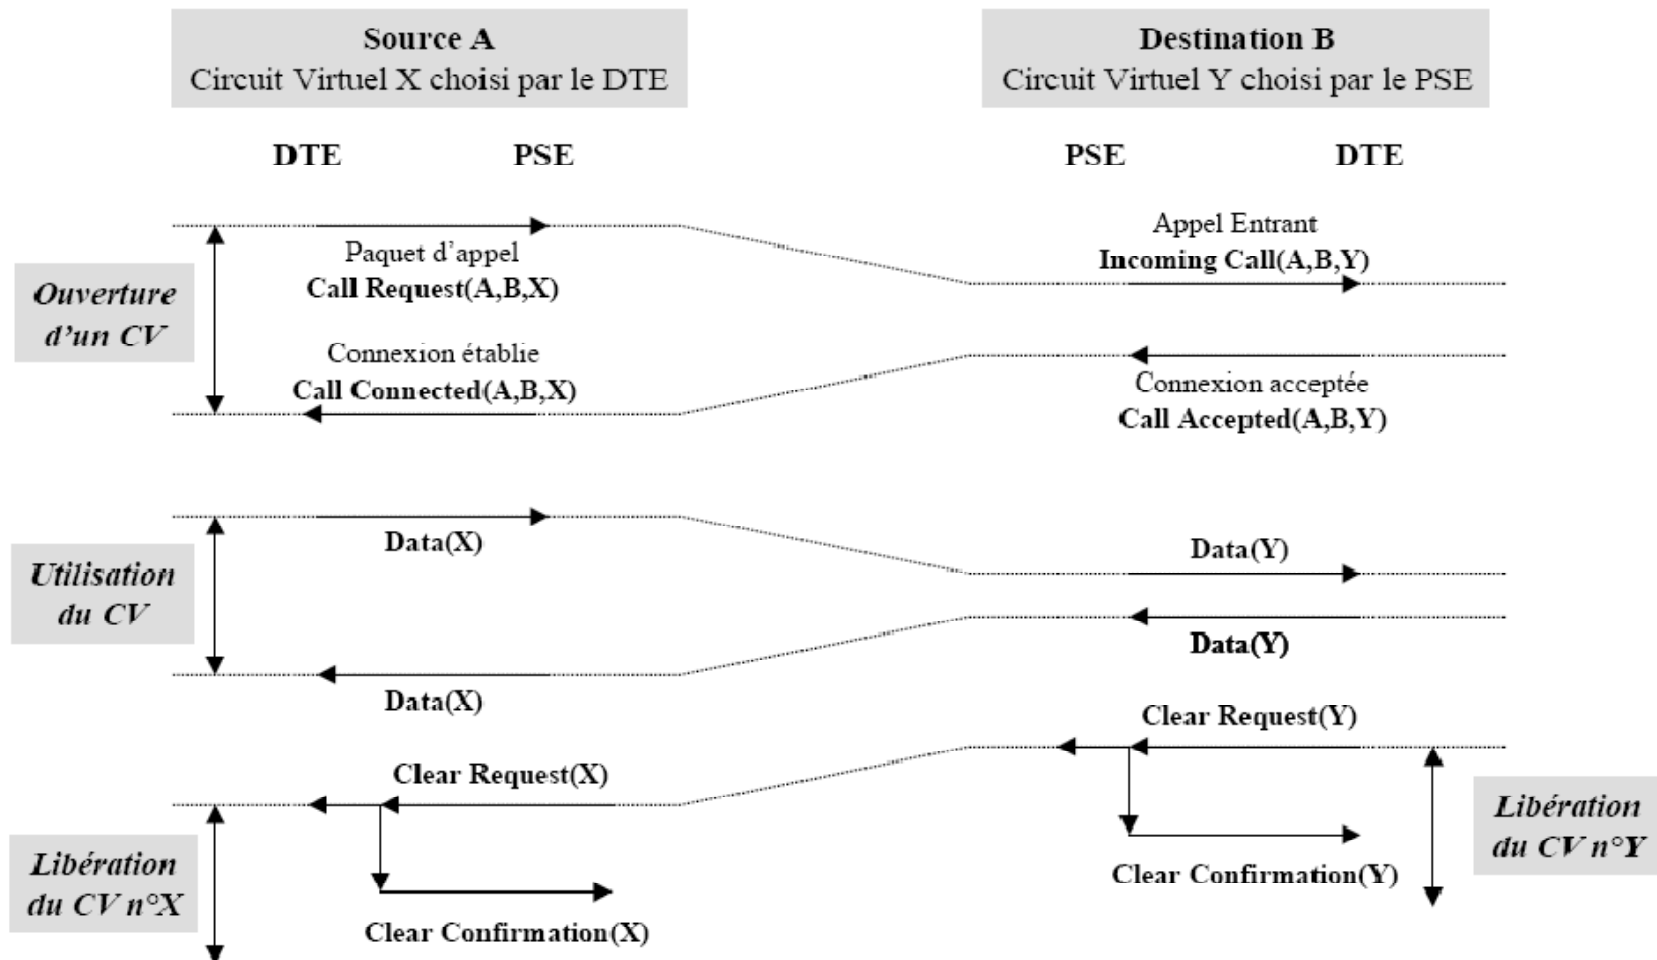 Source A
Circuit Virtuel X choisi par le DTE
Destination B
Circuit Virtuel Y choisi par le PSE
DTE
PSE
PSE
DTE
Ouverture
d'un CV
Paquet d'appel
Call Request(A,B,X)
Appel Entrant
Incoming Call(A,B,Y)
Connexion établie
Call Connected(A,B,X)
Connexion acceptée
Call Accepted(A,B,Y)
Utilisation
du CV
Data(X)
Data(Y)
Data(Y)
Data(X)
Clear Request(Y)
Clear Request(X)
Libération
du CV n°Y
Clear Confirmation(Y)
Libération
du CV n°X
Clear Confirmation(X)